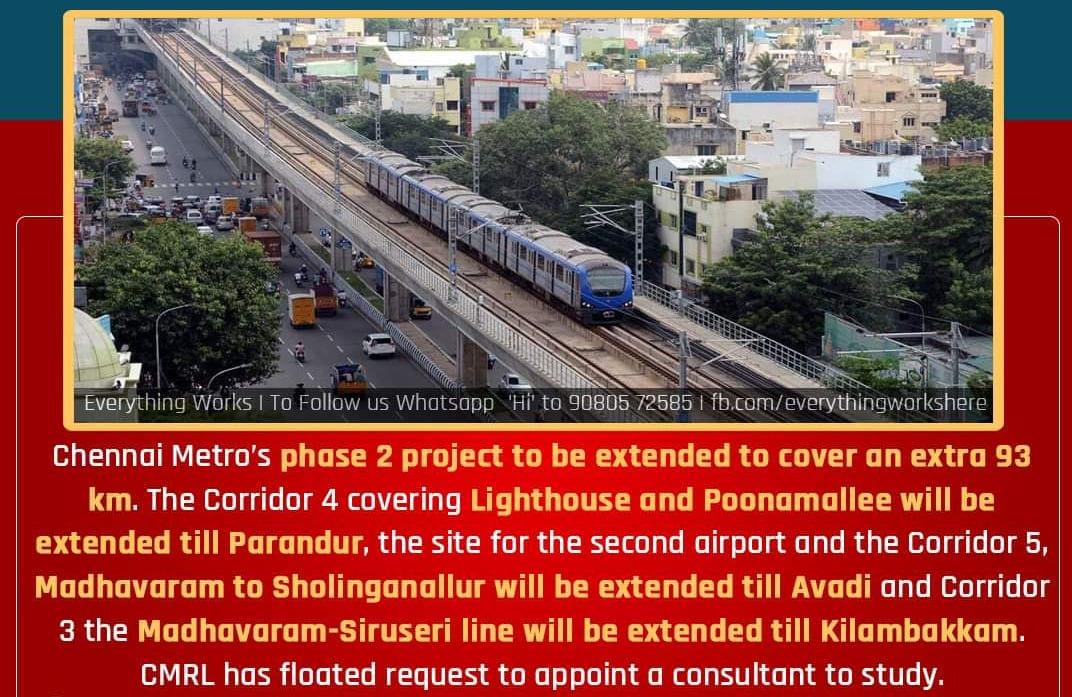 Everything Works | To Follow us Whatsapp 'Hi' to 90805 72585 | fb.com/everythingworkshere
Chennai Metro's phase 2 project to be extended to cover an extra 93
km. The Corridor 4 covering Lighthouse and Poonamallee will be
extended till Parandur, the site for the second airport and the Corridor 5,
Madhavaram to Sholinganallur will be extended till Avadi and Corridor
3 the Madhavaram-Siruseri line will be extended till Kilambakkam.
CMRL has floated request to appoint a consultant to study.